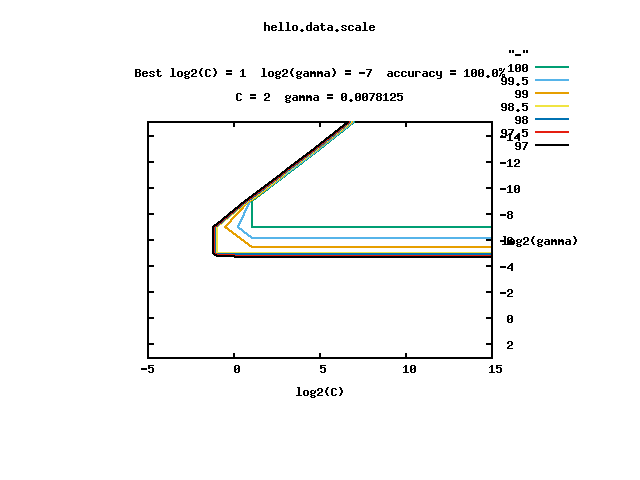 hello.data.scale
"-"
Best log2(C) = 1  log2(gamma) = -7  accuracy = 100.0%
C = 2  gamma = 0.0078125
100
99.5
99
98.5
98
97.5
97
-14
-12
-10
-8
-6
log2(gamma)
-4
-2
0
2
-5 0 5 10 15
log2(C)